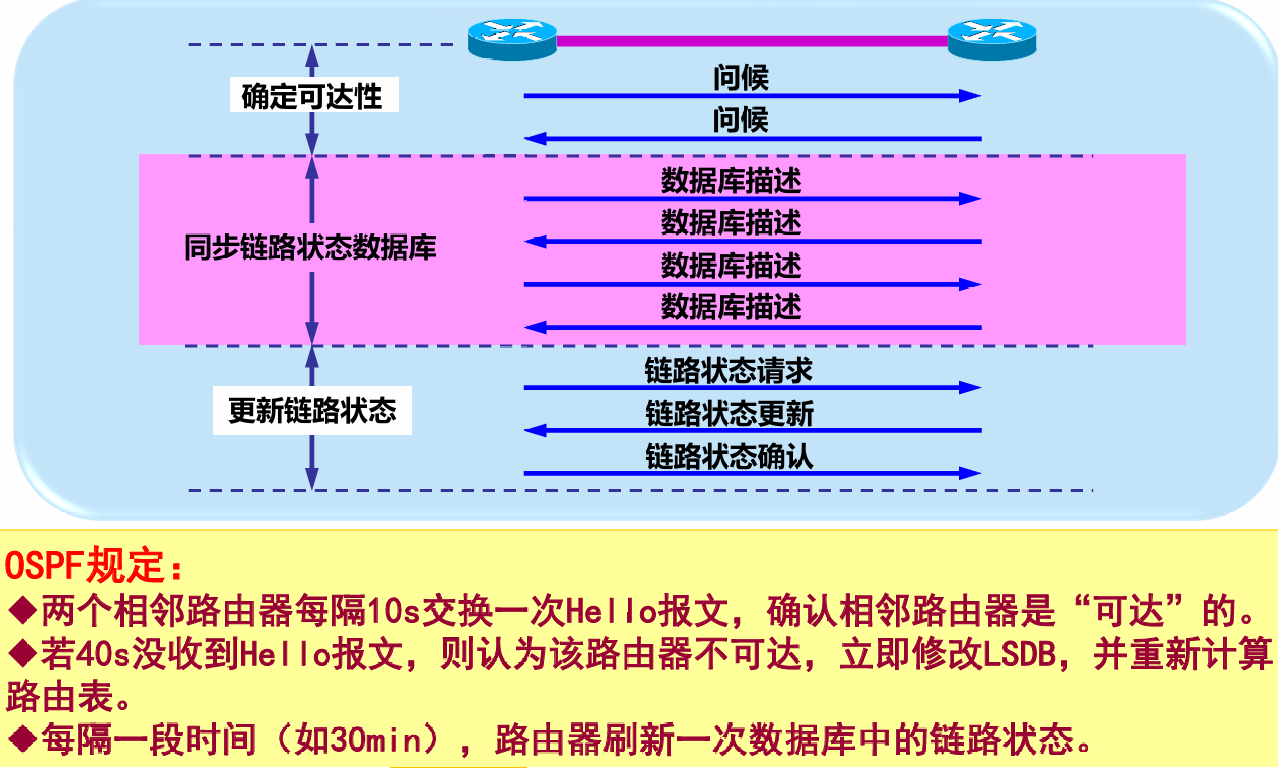 问候
确定可达性
问候
数据库描述
数据库描述
同步链路状态数据库
数据库描述
数据库描述
链路状态请求
更新链路状态
链路状态更新
链路状态确认
OSPF规定：
◆两个相邻路由器每隔10s交换一次Hello报文，确认相邻路由器是“可达”的。
◆若40s没收到Hello报文，则认为该路由器不可达，立即修改LSDB，并重新计算
路由表。
◆每隔一段时间（如30min），路由器刷新一次数据库中的链路状态。